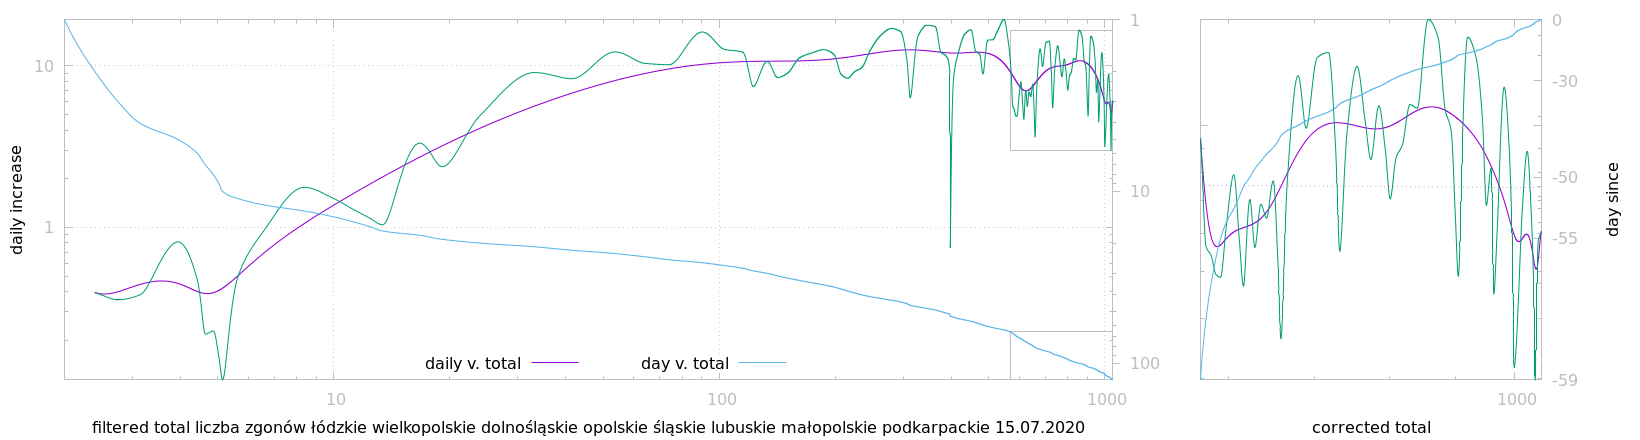 daily increase
10
1
1
10
100
daily v. total
day v. total
10
100
1000
filtered total liczba zgonów łódzkie wielkopolskie dolnośląskie opolskie śląskie lubuskie małopolskie podkarpackie 15.07.2020
0
-30
-50
-55
-59
day since
1000
corrected total